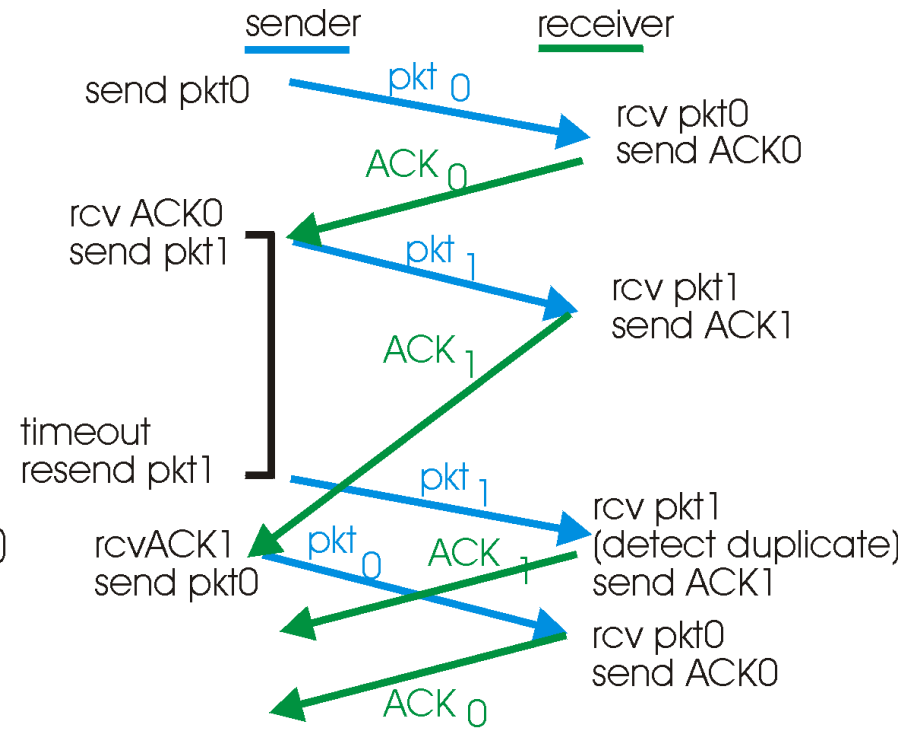 sender
receiver
send pkt0
pkt 0
rcv pkt0
send ACK0
ACK 0
rcv ACK0
send pkt1
pkt 1
rcv pkt1
send ACK1
ACK 1
timeout
resend pkt1
pkt 1
rcv pkt1
(detect duplicate)
send ACK1
rcvACK1
send pkt0
pkt 0
ACK 1
rcv pkt0
send ACK0
ACK 0